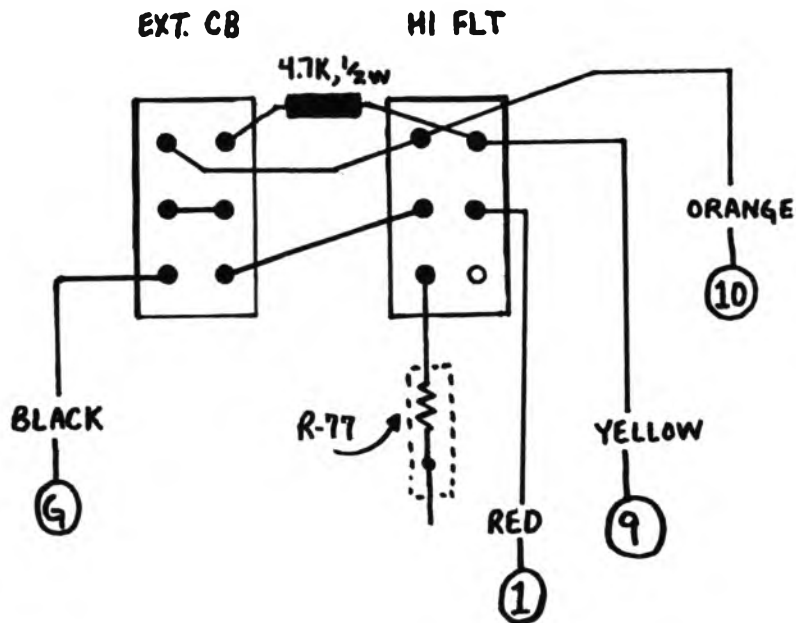 EXT. CB
HI FLT
4.7K, 1/2W
ORANGE
10
BLACK
R-77
YELLOW
G
RED
9
1